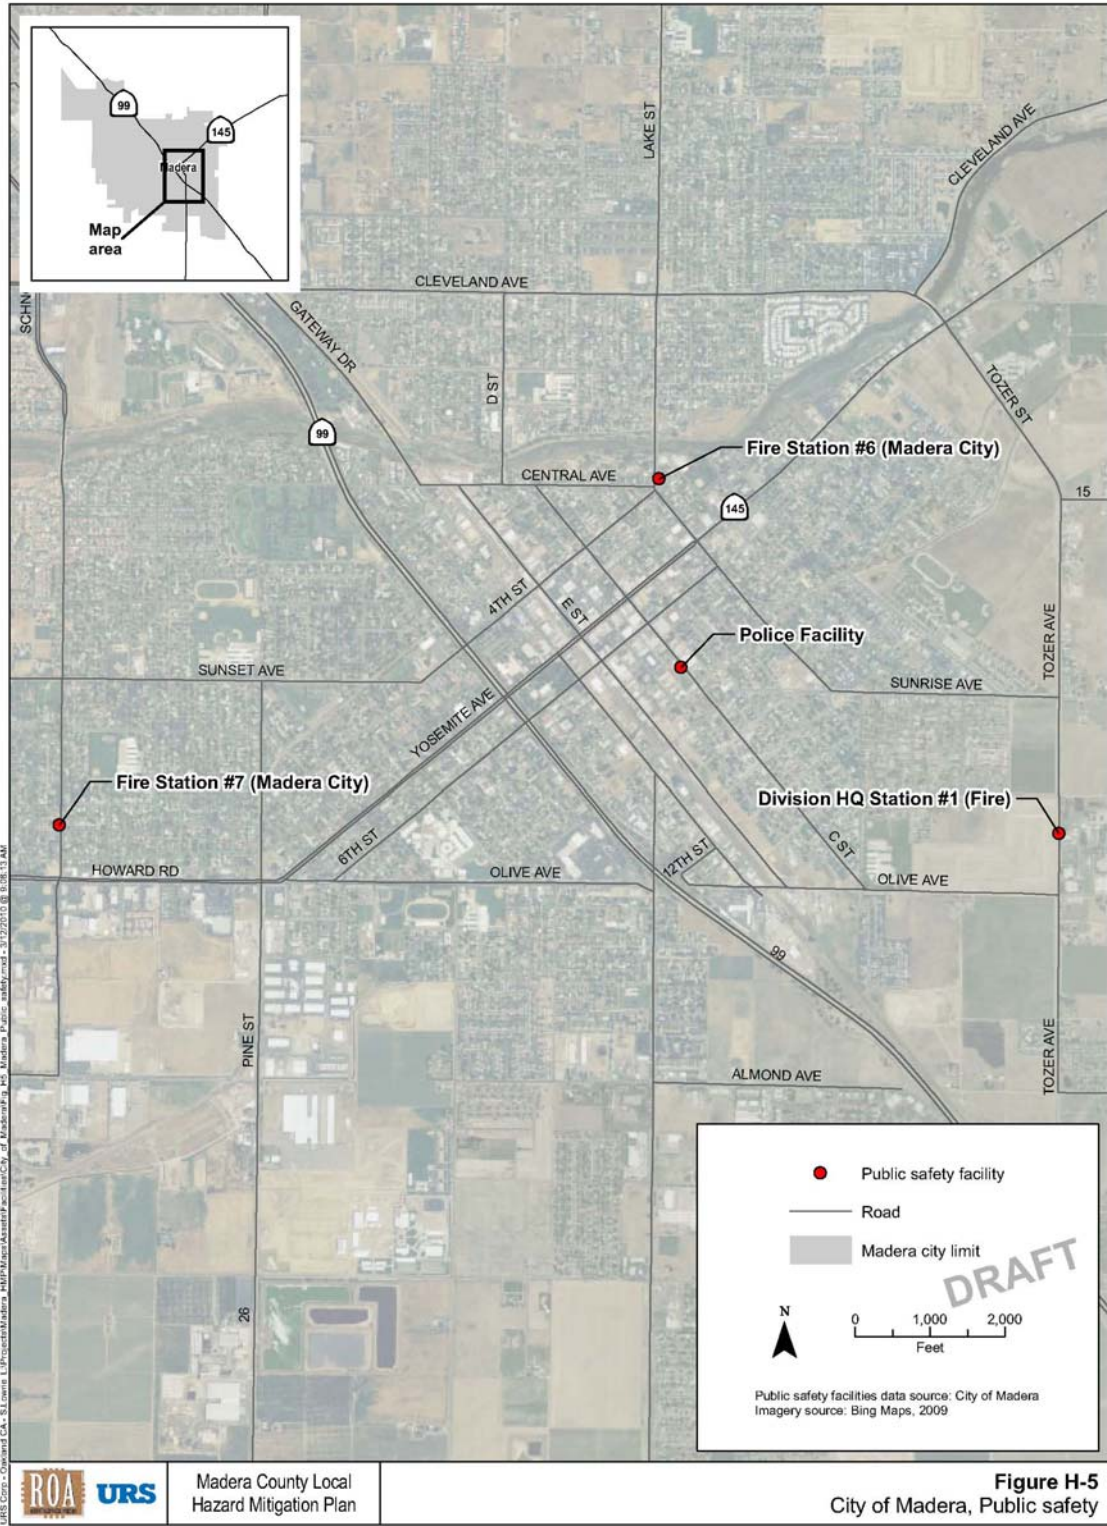 99
145
Madera
Map
area
LAKE ST
CLEVELAND AVE
CLEVELAND AVE
SCHN
GATEWAY DR
D ST
TOZER ST
99
Fire Station #6 (Madera City)
CENTRAL AVE
15
145
4TH ST
E ST
TOZER AVE
Police Facility
SUNSET AVE
SUNRISE AVE
YOSEMITE AVE
Fire Station #7 (Madera City)
Division HQ Station #1 (Fire)
6TH ST
C ST
12TH ST
HOWARD RD
OLIVE AVE
OLIVE AVE
99
PINE ST
TOZER AVE
ALMOND AVE
26
Public safety facility
Road
Madera city limit
DRAFT
N
0 1,000 2,000
Feet
Public safety facilities data source: City of Madera
Imagery source: Bing Maps, 2009
ROA
URS
Madera County Local
Hazard Mitigation Plan
Figure H-5
City of Madera, Public safety